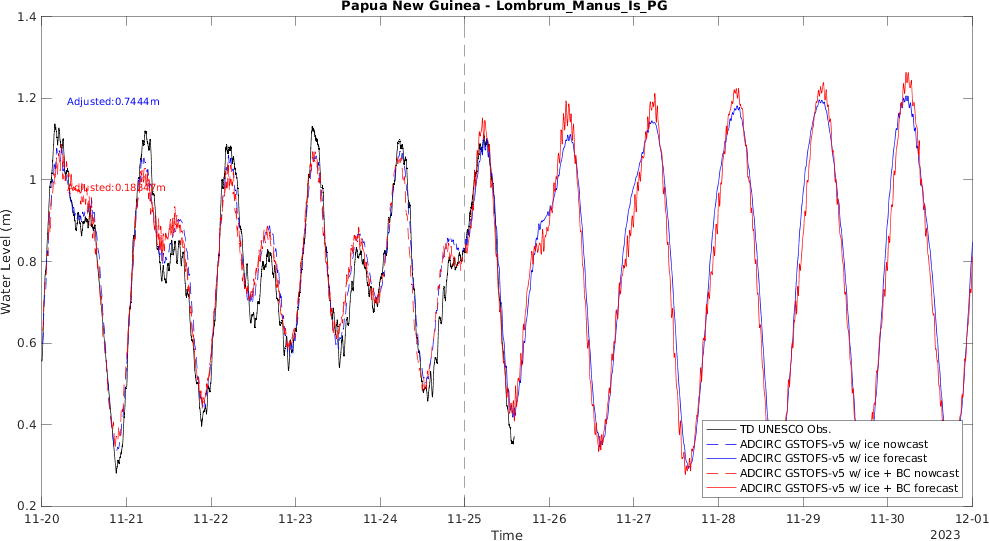 Papua New Guinea - Lombrum_Manus_Is_PG
1.4
1.2
1
0.8
0.6
0.4
0.2
Water Level (m)
Adjusted:0.7444m
TD UNESCO Obs.
ADCIRC GSTOFS-v5 w/ ice nowcast
ADCIRC GSTOFS-v5 w/ ice forecast
ADCIRC GSTOFS-v5 w/ ice + BC nowcast
ADCIRC GSTOFS-v5 w/ ice + BC forecast
11-20
11-21
11-22
11-23
11-24
11-25
11-26
11-27
11-28
11-29
11-30
12-01
Time
2023